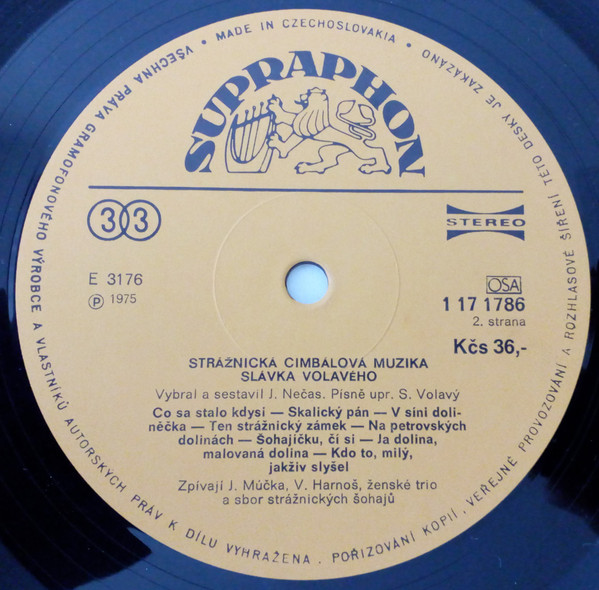 VŠECHNA PRÁVA GRAMOFONOVÉHO VÝROBCE A VLASTNÍKŮ AUTORSKÝCH PRÁV K DÍLU VYHRAŽENA. POŘIZOVÁNÍ KOPIÍ, VEŘEJNÉ PROVOZOVÁNÍ A ROZHLASOVÉ ŠÍŘENÍ TÉTO DESKY JE ZAKÁZÁNO • MADE IN CZECHOSLOVAKIA •
SUPRAPHON
33
STEREO
E 3176
OSA
Ⓟ 1975
1 17 1786
2. strana
Kčs 36,-
STRÁŽNICKÁ CIMBÁLOVÁ MUZIKA
SLÁVKA VOLAVÉHO
Vybral a sestavil J. Nečas. Písně upr. S. Volavý
Co sa stalo kdysi — Skalický pán — V sini doli-
něčka — Ten strážnický zámek — Na petrovských
dolinách — Šohajíčku, či si — Ja dolina,
malovaná dolina — Kdo to, milý,
jakživ slyšel
Zpívají J. Múčka, V. Harnoš, ženské trio
a sbor strážnických šohajů